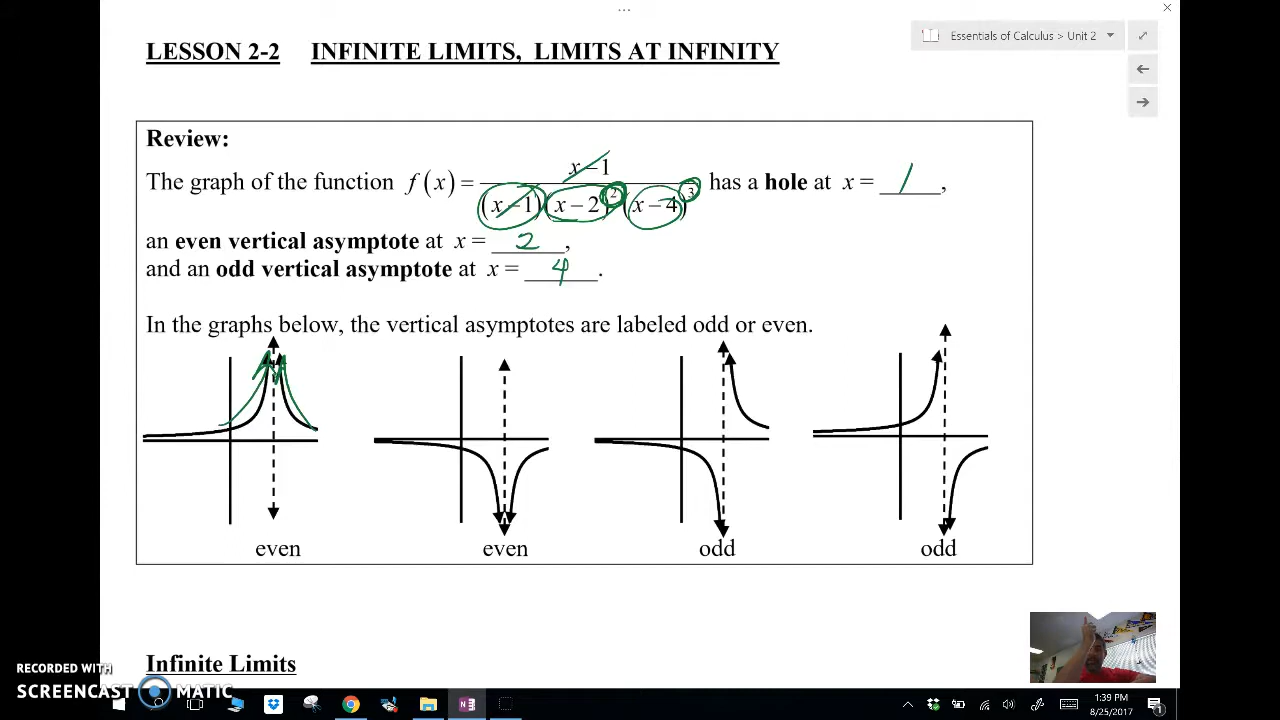 LESSON 2-2 INFINITE LIMITS, LIMITS AT INFINITY
Essentials of Calculus > Unit 2
Review:
The graph of the function f(x) = (x−1)/((x−1)(x−2)²(x−4)³) has a hole at x = 1,
an even vertical asymptote at x = 2,
and an odd vertical asymptote at x = 4.
In the graphs below, the vertical asymptotes are labeled odd or even.
even even odd odd
Infinite Limits
RECORDED WITH
SCREENCAST MATIC
1:39 PM
8/25/2017
1